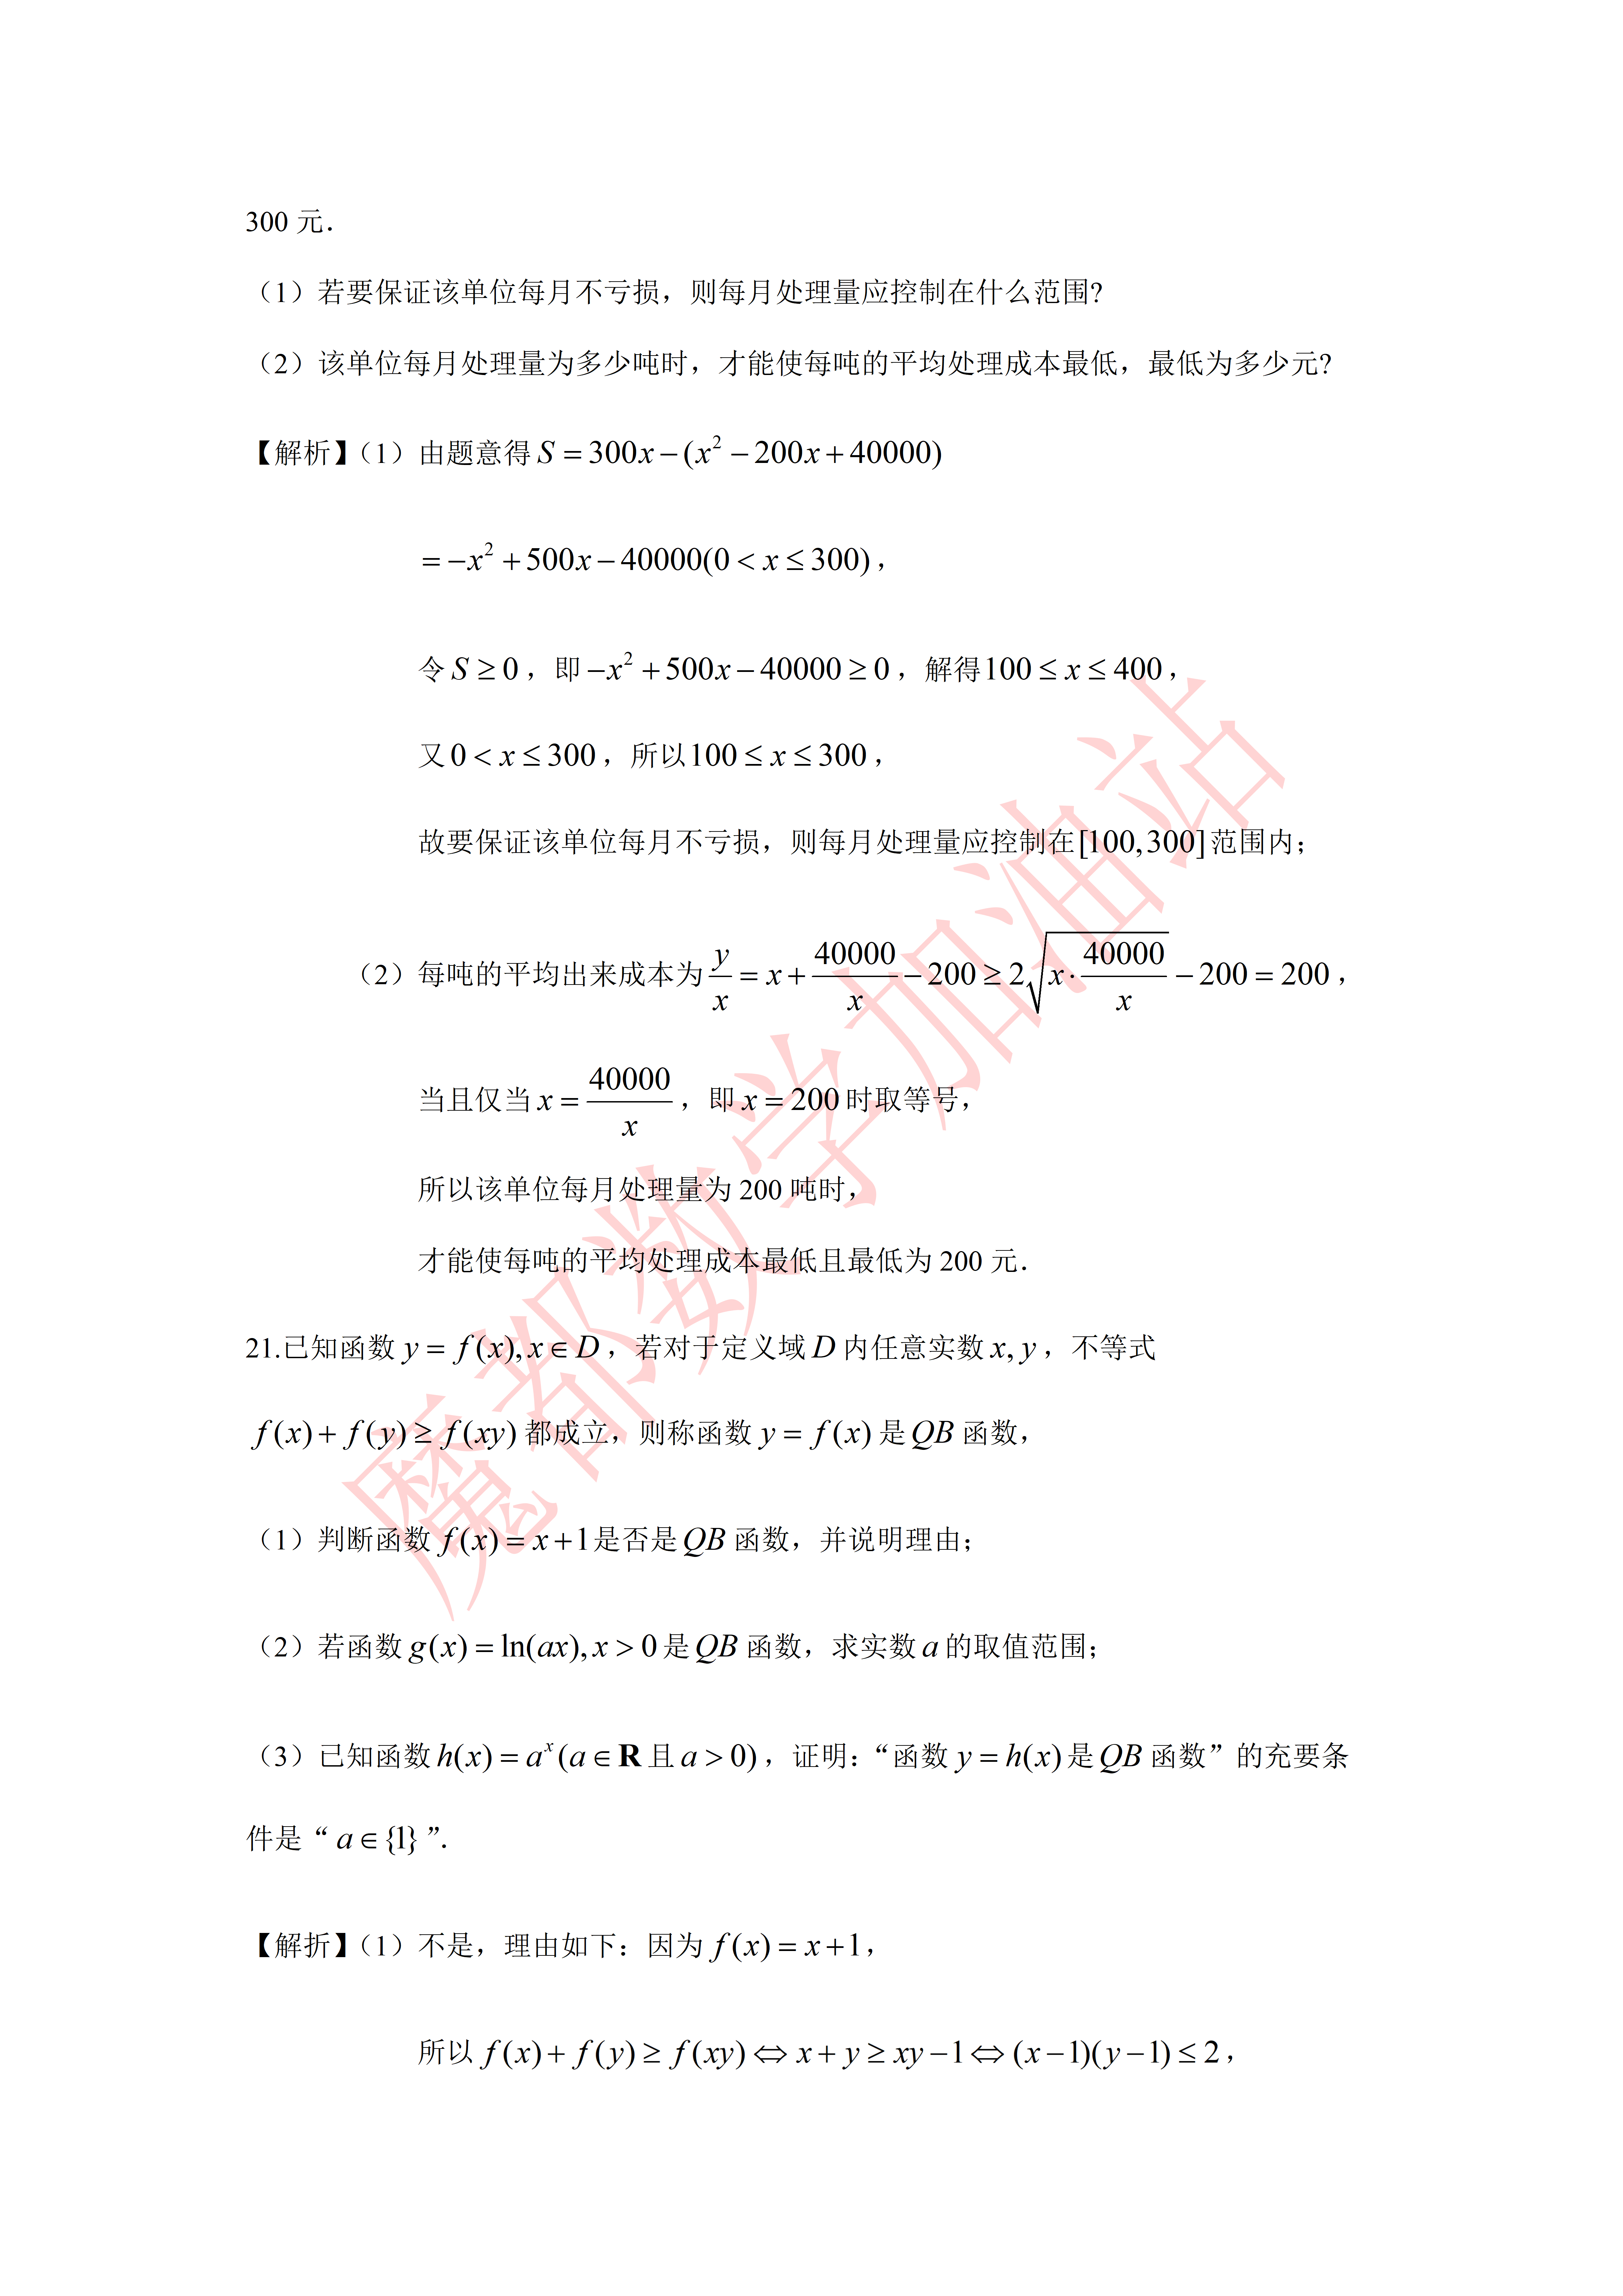 300 元．
（1）若要保证该单位每月不亏损，则每月处理量应控制在什么范围?
（2）该单位每月处理量为多少吨时，才能使每吨的平均处理成本最低，最低为多少元?
【解析】（1）由题意得 S = 300x − (x² − 200x + 40000)
= −x² + 500x − 40000(0 < x ≤ 300)，
令 S ≥ 0，即 −x² + 500x − 40000 ≥ 0，解得 100 ≤ x ≤ 400，
又 0 < x ≤ 300，所以 100 ≤ x ≤ 300，
故要保证该单位每月不亏损，则每月处理量应控制在 [100,300] 范围内；
（2）每吨的平均出来成本为 y/x = x + 40000/x − 200 ≥ 2√(x·40000/x) − 200 = 200，
当且仅当 x = 40000/x，即 x = 200 时取等号，
所以该单位每月处理量为 200 吨时，
才能使每吨的平均处理成本最低且最低为 200 元．
21.已知函数 y = f(x), x ∈ D，若对于定义域 D 内任意实数 x, y，不等式
f(x) + f(y) ≥ f(xy) 都成立，则称函数 y = f(x) 是 QB 函数，
（1）判断函数 f(x) = x + 1 是否是 QB 函数，并说明理由；
（2）若函数 g(x) = ln(ax), x > 0 是 QB 函数，求实数 a 的取值范围；
（3）已知函数 h(x) = aˣ (a ∈ R 且 a > 0)，证明：“函数 y = h(x) 是 QB 函数”的充要条
件是“ a ∈ {1} ”．
【解折】（1）不是，理由如下：因为 f(x) = x + 1，
所以 f(x) + f(y) ≥ f(xy) ⇔ x + y ≥ xy − 1 ⇔ (x − 1)(y − 1) ≤ 2，
魔都数学加油站